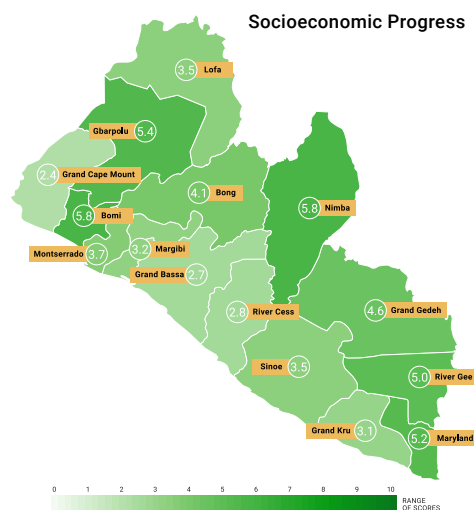 Socioeconomic Progress
3.5 Lofa
Gbarpolu 5.4
2.4 Grand Cape Mount
4.1 Bong
5.8 Bomi
5.8 Nimba
Montserrado 3.7
3.2 Margibi
Grand Bassa 2.7
2.8 River Cess
4.6 Grand Gedeh
Sinoe 3.5
5.0 River Gee
Grand Kru 3.1
5.2 Maryland
0 1 2 3 4 5 6 7 8 9 10
RANGE
OF SCORES